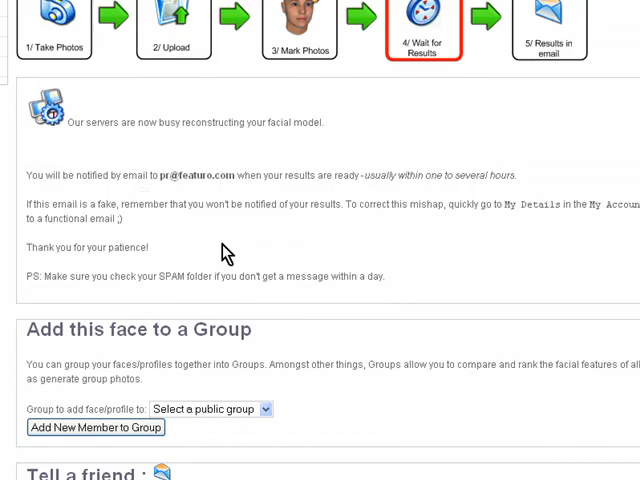 1/ Take Photos
2/ Upload
3/ Mark Photos
4/ Wait for
Results
5/ Results in
email
Our servers are now busy reconstructing your facial model.
You will be notified by email to pr@featuro.com when your results are ready - usually within one to several hours.
If this email is a fake, remember that you won't be notified of your results. To correct this mishap, quickly go to My Details in the My Accoun
to a functional email ;)
Thank you for your patience!
PS: Make sure you check your SPAM folder if you don't get a message within a day.
Add this face to a Group
You can group your faces/profiles together into Groups. Amongst other things, Groups allow you to compare and rank the facial features of all
as generate group photos.
Group to add face/profile to: Select a public group
Add New Member to Group
Tell a friend :